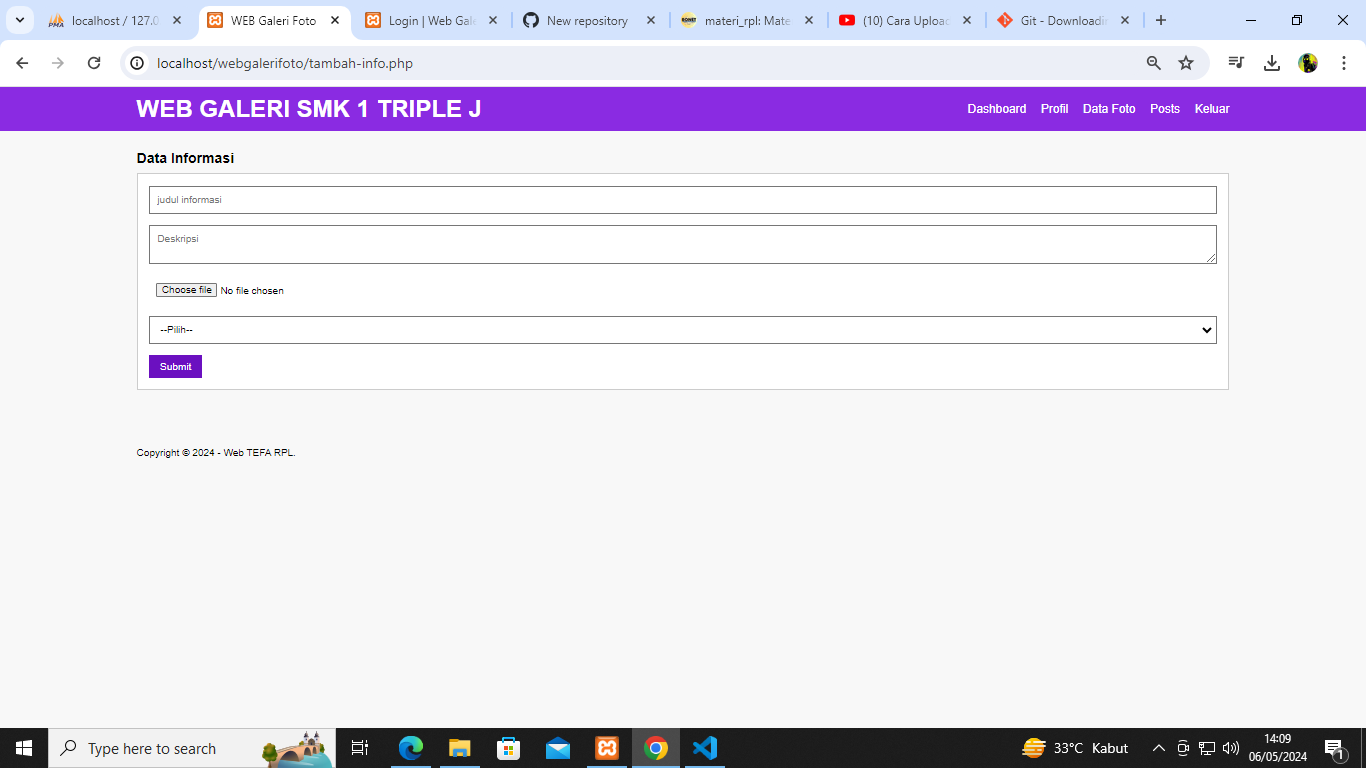 localhost / 127.0
WEB Galeri Foto
Login | Web Gale
New repository
materi_rpl: Mate
(10) Cara Upload
Git - Downloadin
localhost/webgalerifoto/tambah-info.php
WEB GALERI SMK 1 TRIPLE J
Dashboard Profil Data Foto Posts Keluar
Data Informasi
judul informasi
Deskripsi
Choose file No file chosen
--Pilih--
Submit
Copyright © 2024 - Web TEFA RPL.
Type here to search
33°C Kabut
14:09
06/05/2024
1